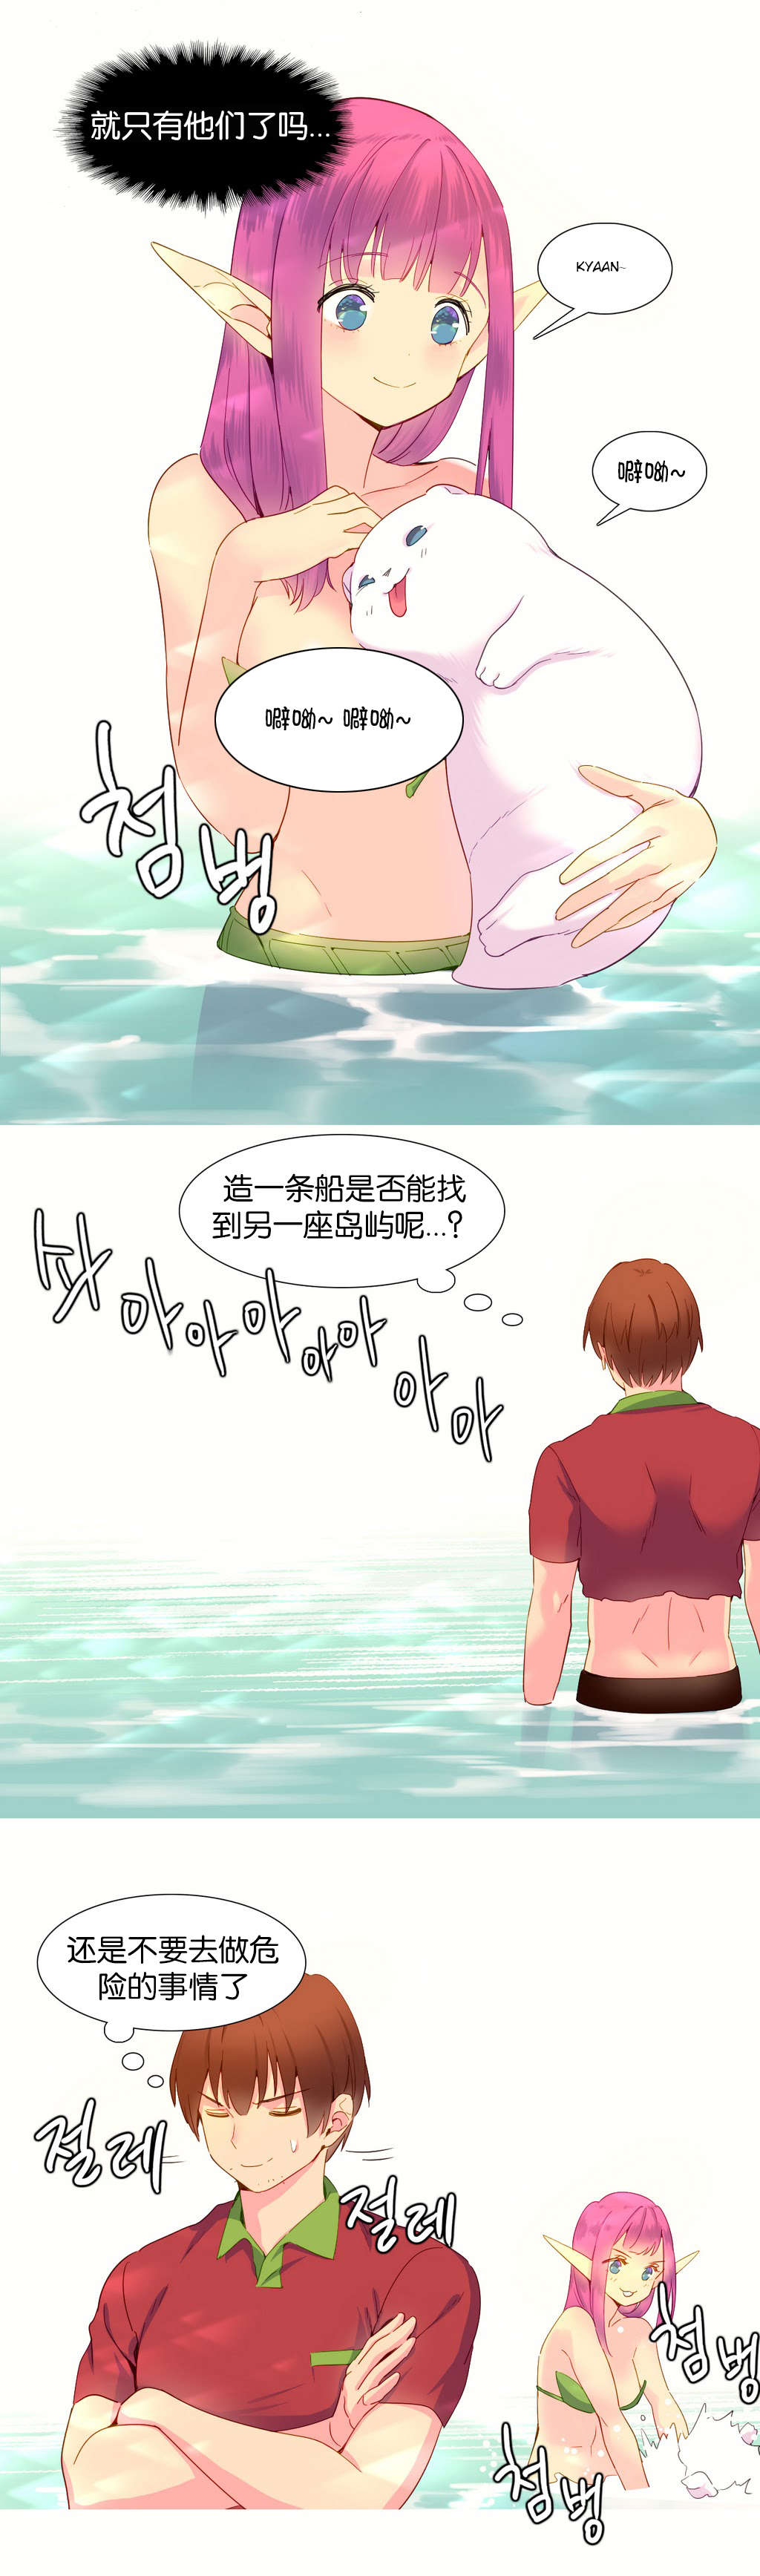 就只有他们了吗...
KYAAN~
噼呦~
噼呦~ 噼呦~
첨벙
造一条船是否能找
到另一座岛屿呢...?
쏴아아아아아아아
还是不要去做危
险的事情了
절레
절레
첨벙
첨벙